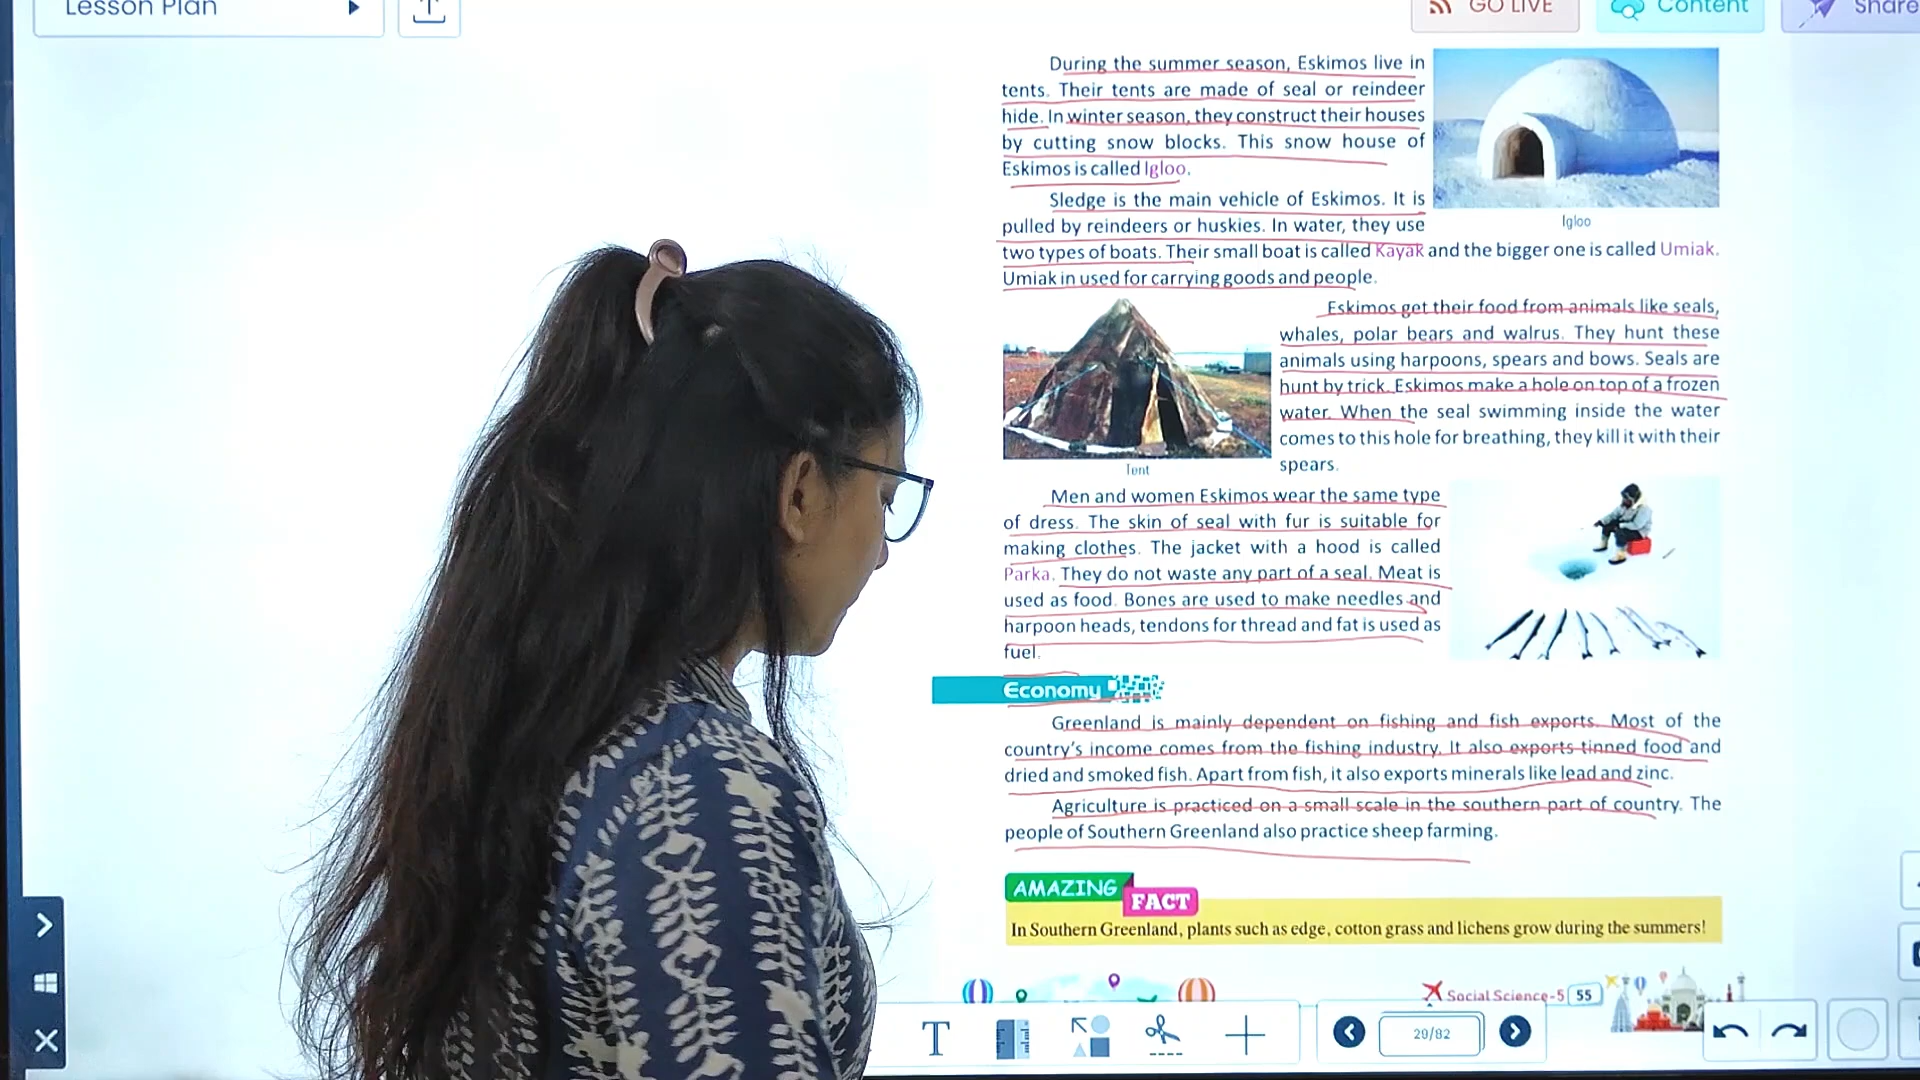 Lesson Plan
GO LIVE
Content
Share
During the summer season, Eskimos live in
tents. Their tents are made of seal or reindeer
hide. In winter season, they construct their houses
by cutting snow blocks. This snow house of
Eskimos is called Igloo.
Igloo
Sledge is the main vehicle of Eskimos. It is
pulled by reindeers or huskies. In water, they use
two types of boats. Their small boat is called Kayak and the bigger one is called Umiak.
Umiak in used for carrying goods and people.
Eskimos get their food from animals like seals,
whales, polar bears and walrus. They hunt these
animals using harpoons, spears and bows. Seals are
hunt by trick. Eskimos make a hole on top of a frozen
water. When the seal swimming inside the water
comes to this hole for breathing, they kill it with their
spears.
Tent
Men and women Eskimos wear the same type
of dress. The skin of seal with fur is suitable for
making clothes. The jacket with a hood is called
Parka. They do not waste any part of a seal. Meat is
used as food. Bones are used to make needles and
harpoon heads, tendons for thread and fat is used as
fuel.
Economy
Greenland is mainly dependent on fishing and fish exports. Most of the
country's income comes from the fishing industry. It also exports tinned food and
dried and smoked fish. Apart from fish, it also exports minerals like lead and zinc.
Agriculture is practiced on a small scale in the southern part of country. The
people of Southern Greenland also practice sheep farming.
AMAZING
FACT
In Southern Greenland, plants such as edge, cotton grass and lichens grow during the summers!
Social Science-5 55
T
29/82